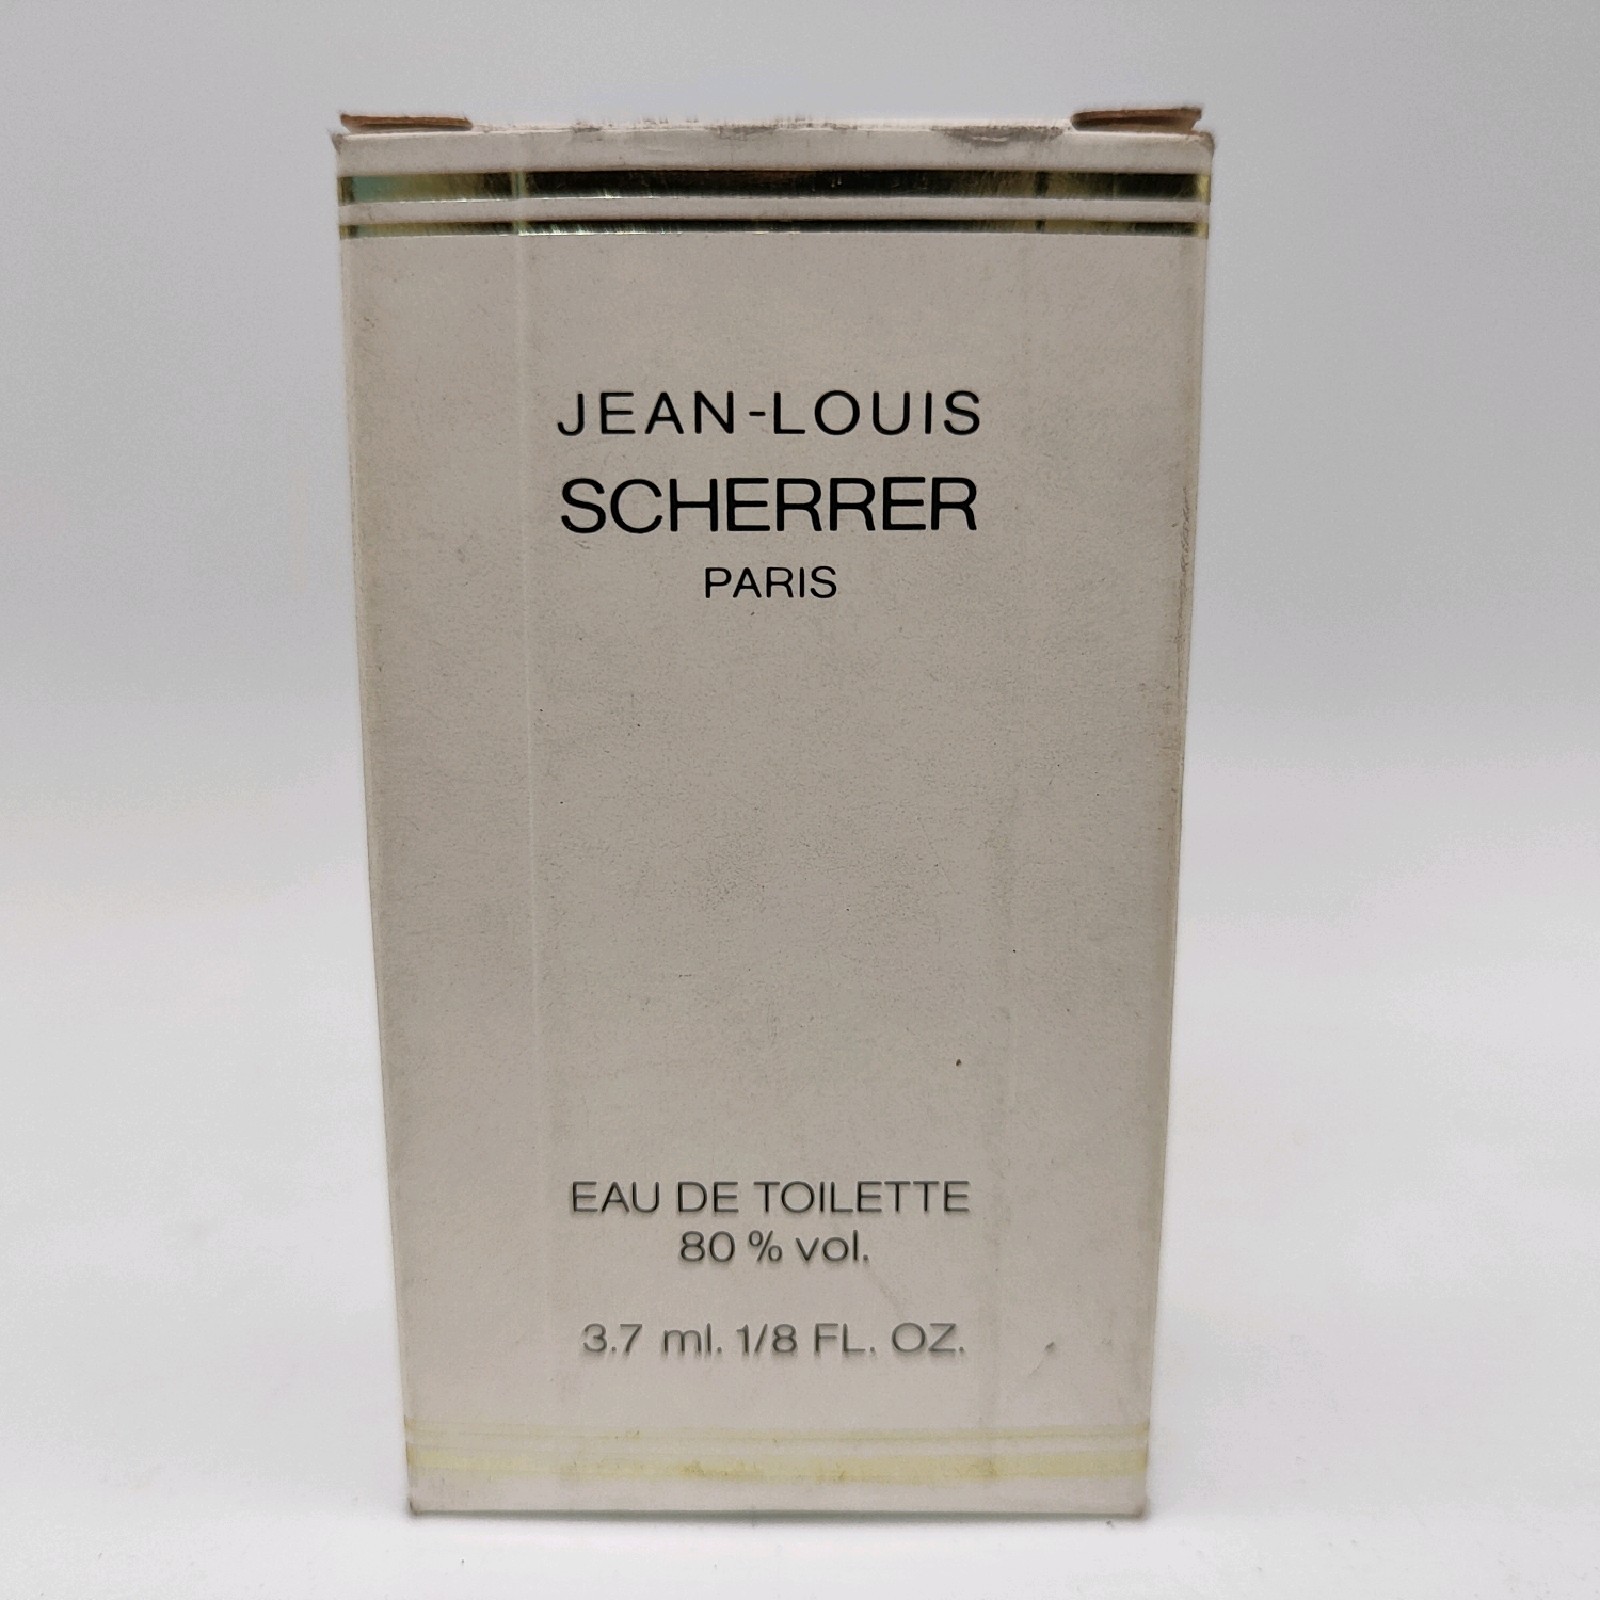 JEAN-LOUIS
SCHERRER
PARIS
EAU DE TOILETTE
80 % vol.
3.7 ml. 1/8 FL. OZ.